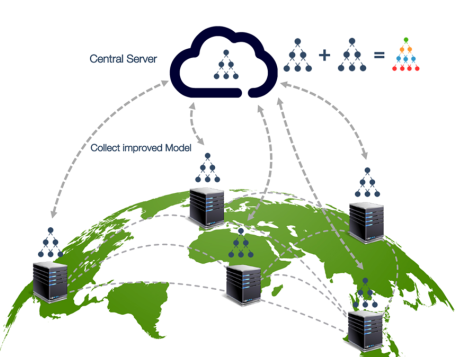 + =
Central Server
Collect improved Model